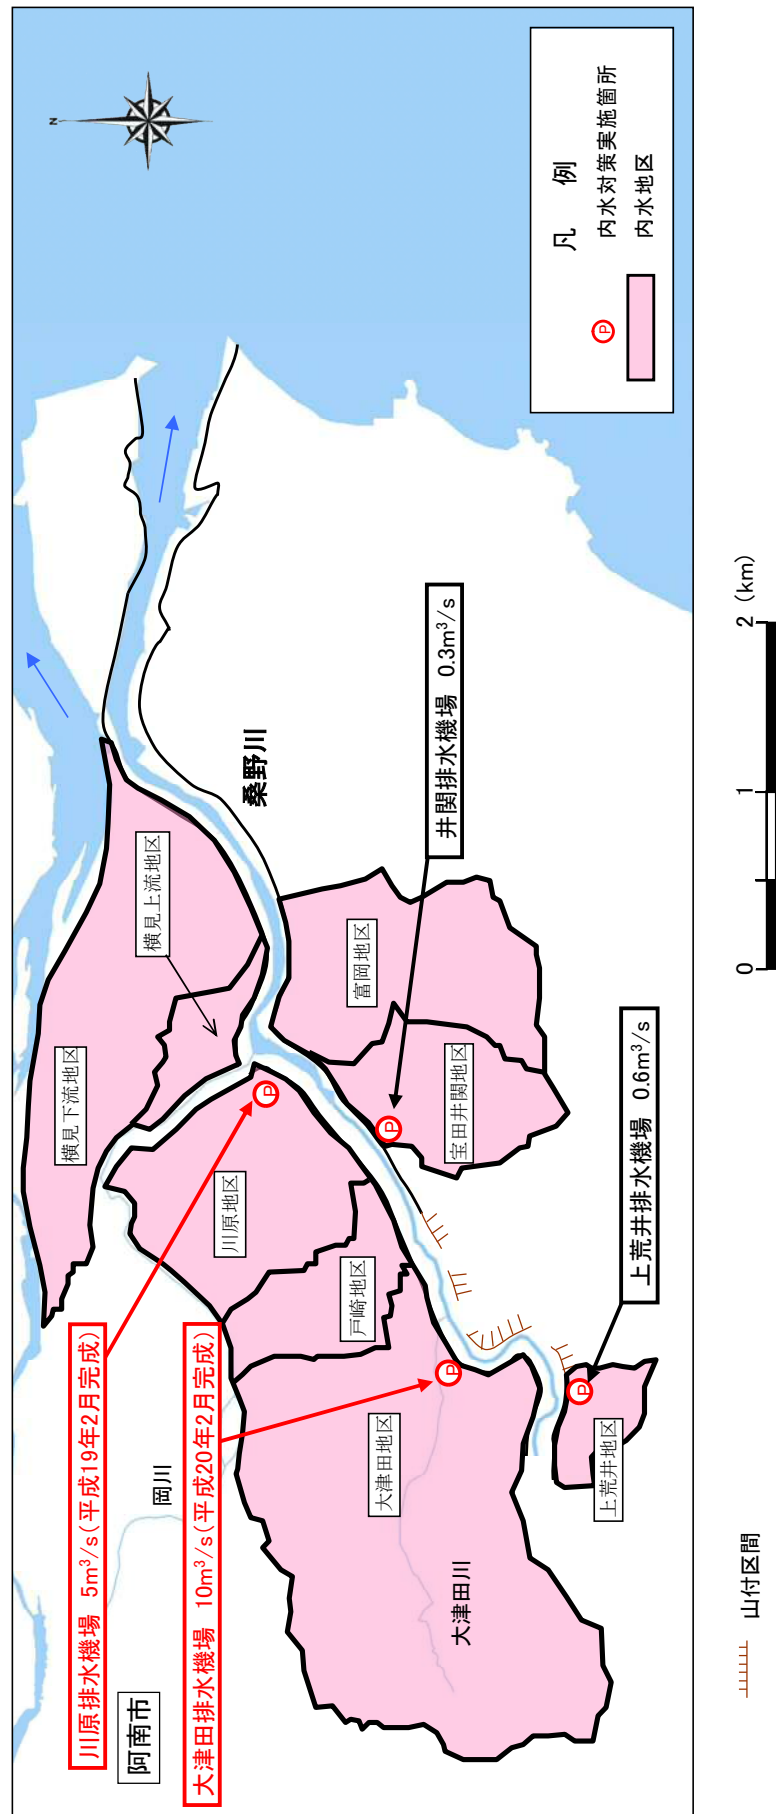 N
凡 例
P 内水対策実施箇所
内水地区
桑野川
井関排水機場 0.3m³/s
横見上流地区
横見下流地区
富岡地区
宝田井関地区
P
P
川原地区
戸崎地区
上荒井排水機場 0.6m³/s
川原排水機場 5m³/s(平成19年2月完成)
大津田排水機場 10m³/s(平成20年2月完成)
P
P
大津田地区
上荒井地区
岡川
大津田川
阿南市
山付区間
0 1 2 (km)